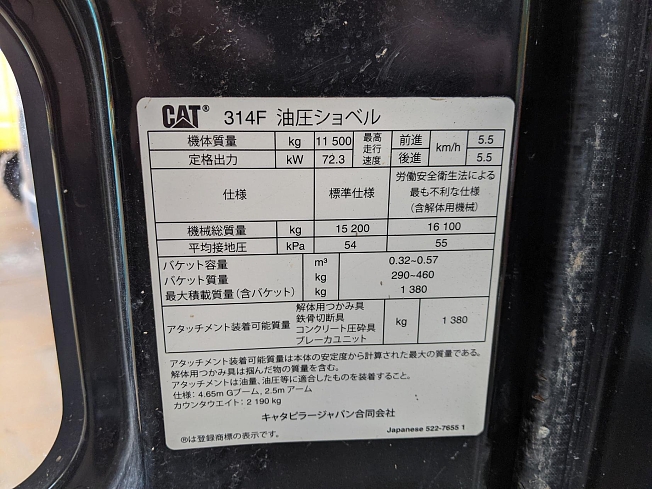 CAT® 314F 油圧ショベル
機体質量 kg 11 500 最高走行速度 前進 km/h 5.5
定格出力 kW 72.3 後進 5.5
仕様 標準仕様 労働安全衛生法による
最も不利な仕様
(含解体用機械)
機械総質量 kg 15 200 16 100
平均接地圧 kPa 54 55
バケット容量 m³ 0.32~0.57
バケット質量 kg 290~460
最大積載質量(含バケット) kg 1 380
アタッチメント装着可能質量 解体用つかみ具 kg 1 380
鉄骨切断具
コンクリート圧砕具
ブレーカユニット
アタッチメント装着可能質量は本体の安定度から計算された最大の質量である。
解体用つかみ具は掴んだ物の質量を含む。
アタッチメントは油量、油圧等に適合したものを装着すること。
仕様: 4.65m Gブーム, 2.5m アーム
カウンタウエイト: 2 190 kg
キャタピラージャパン合同会社
®は登録商標の表示です。
Japanese 522-7655 1